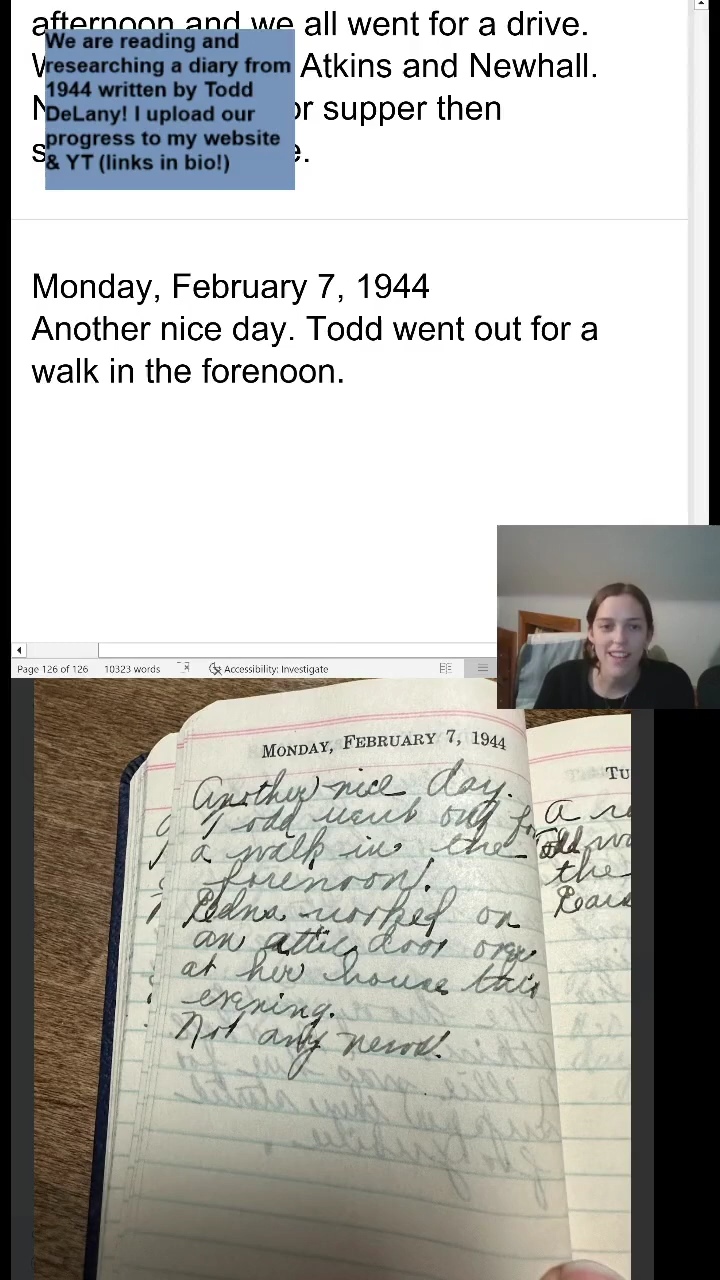 afternoon and we all went for a drive.
We are reading and
researching a diary from
1944 written by Todd
DeLany! I upload our
progress to my website
& YT (links in bio!)
Atkins and Newhall.
or supper then
e.
Monday, February 7, 1944
Another nice day. Todd went out for a
walk in the forenoon.
Page 126 of 126 10323 words Accessibility: Investigate
MONDAY, FEBRUARY 7, 1944
Another nice day.
Todd went out for
a walk in the
forenoon.
Edna worked on
an attic door over
at her house this
evening.
Not any news.
TU
A
Todd
the